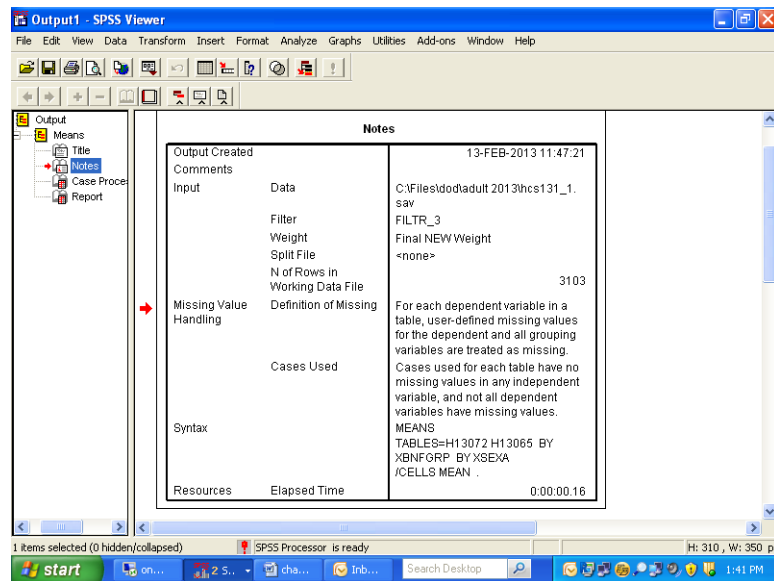 Output1 - SPSS Viewer
File Edit View Data Transform Insert Format Analyze Graphs Utilities Add-ons Window Help
Output
Means
Title
Notes
Case Proce
Report
Notes
Output Created 13-FEB-2013 11:47:21
Comments
Input Data C:\Files\dod\adult 2013\hcs131_1.
sav
Filter FILTR_3
Weight Final NEW Weight
Split File <none>
N of Rows in
Working Data File 3103
Missing Value Definition of Missing For each dependent variable in a
Handling table, user-defined missing values
for the dependent and all grouping
variables are treated as missing.
Cases Used Cases used for each table have no
missing values in any independent
variable, and not all dependent
variables have missing values.
Syntax MEANS
TABLES=H13072 H13065 BY
XBNFGRP BY XSEXA
/CELLS MEAN .
Resources Elapsed Time 0:00:00.16
1 items selected (0 hidden/collapsed) SPSS Processor is ready H: 310 , W: 350 p
start on... 2 S.. cha... Inb... Search Desktop 1:41 PM